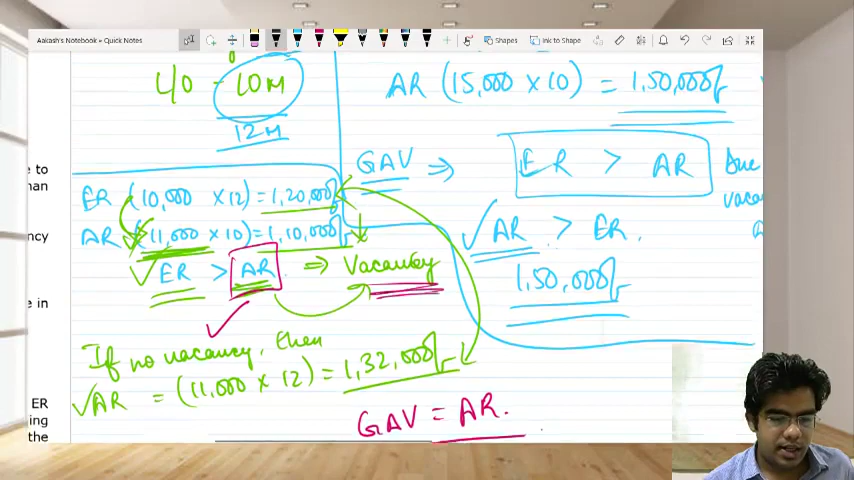 Aakash's Notebook » Quick Notes
Shapes
Ink to Shape
40 - 10M
12M
AR (15,000 × 10) = 1,50,000/-
GAV ⇒ ER > AR
Due
vaca
✓AR > ER.
1,50,000/-
ER (10,000 × 12) = 1,20,000/-
AR (11,000 × 10) = 1,10,000/-
✓ER > AR ⇒ Vacancy
If no vacancy, then
✓AR = (11,000 × 12) = 1,32,000/-
GAV = AR.
e to
han
ency
e in
ER
ing
the